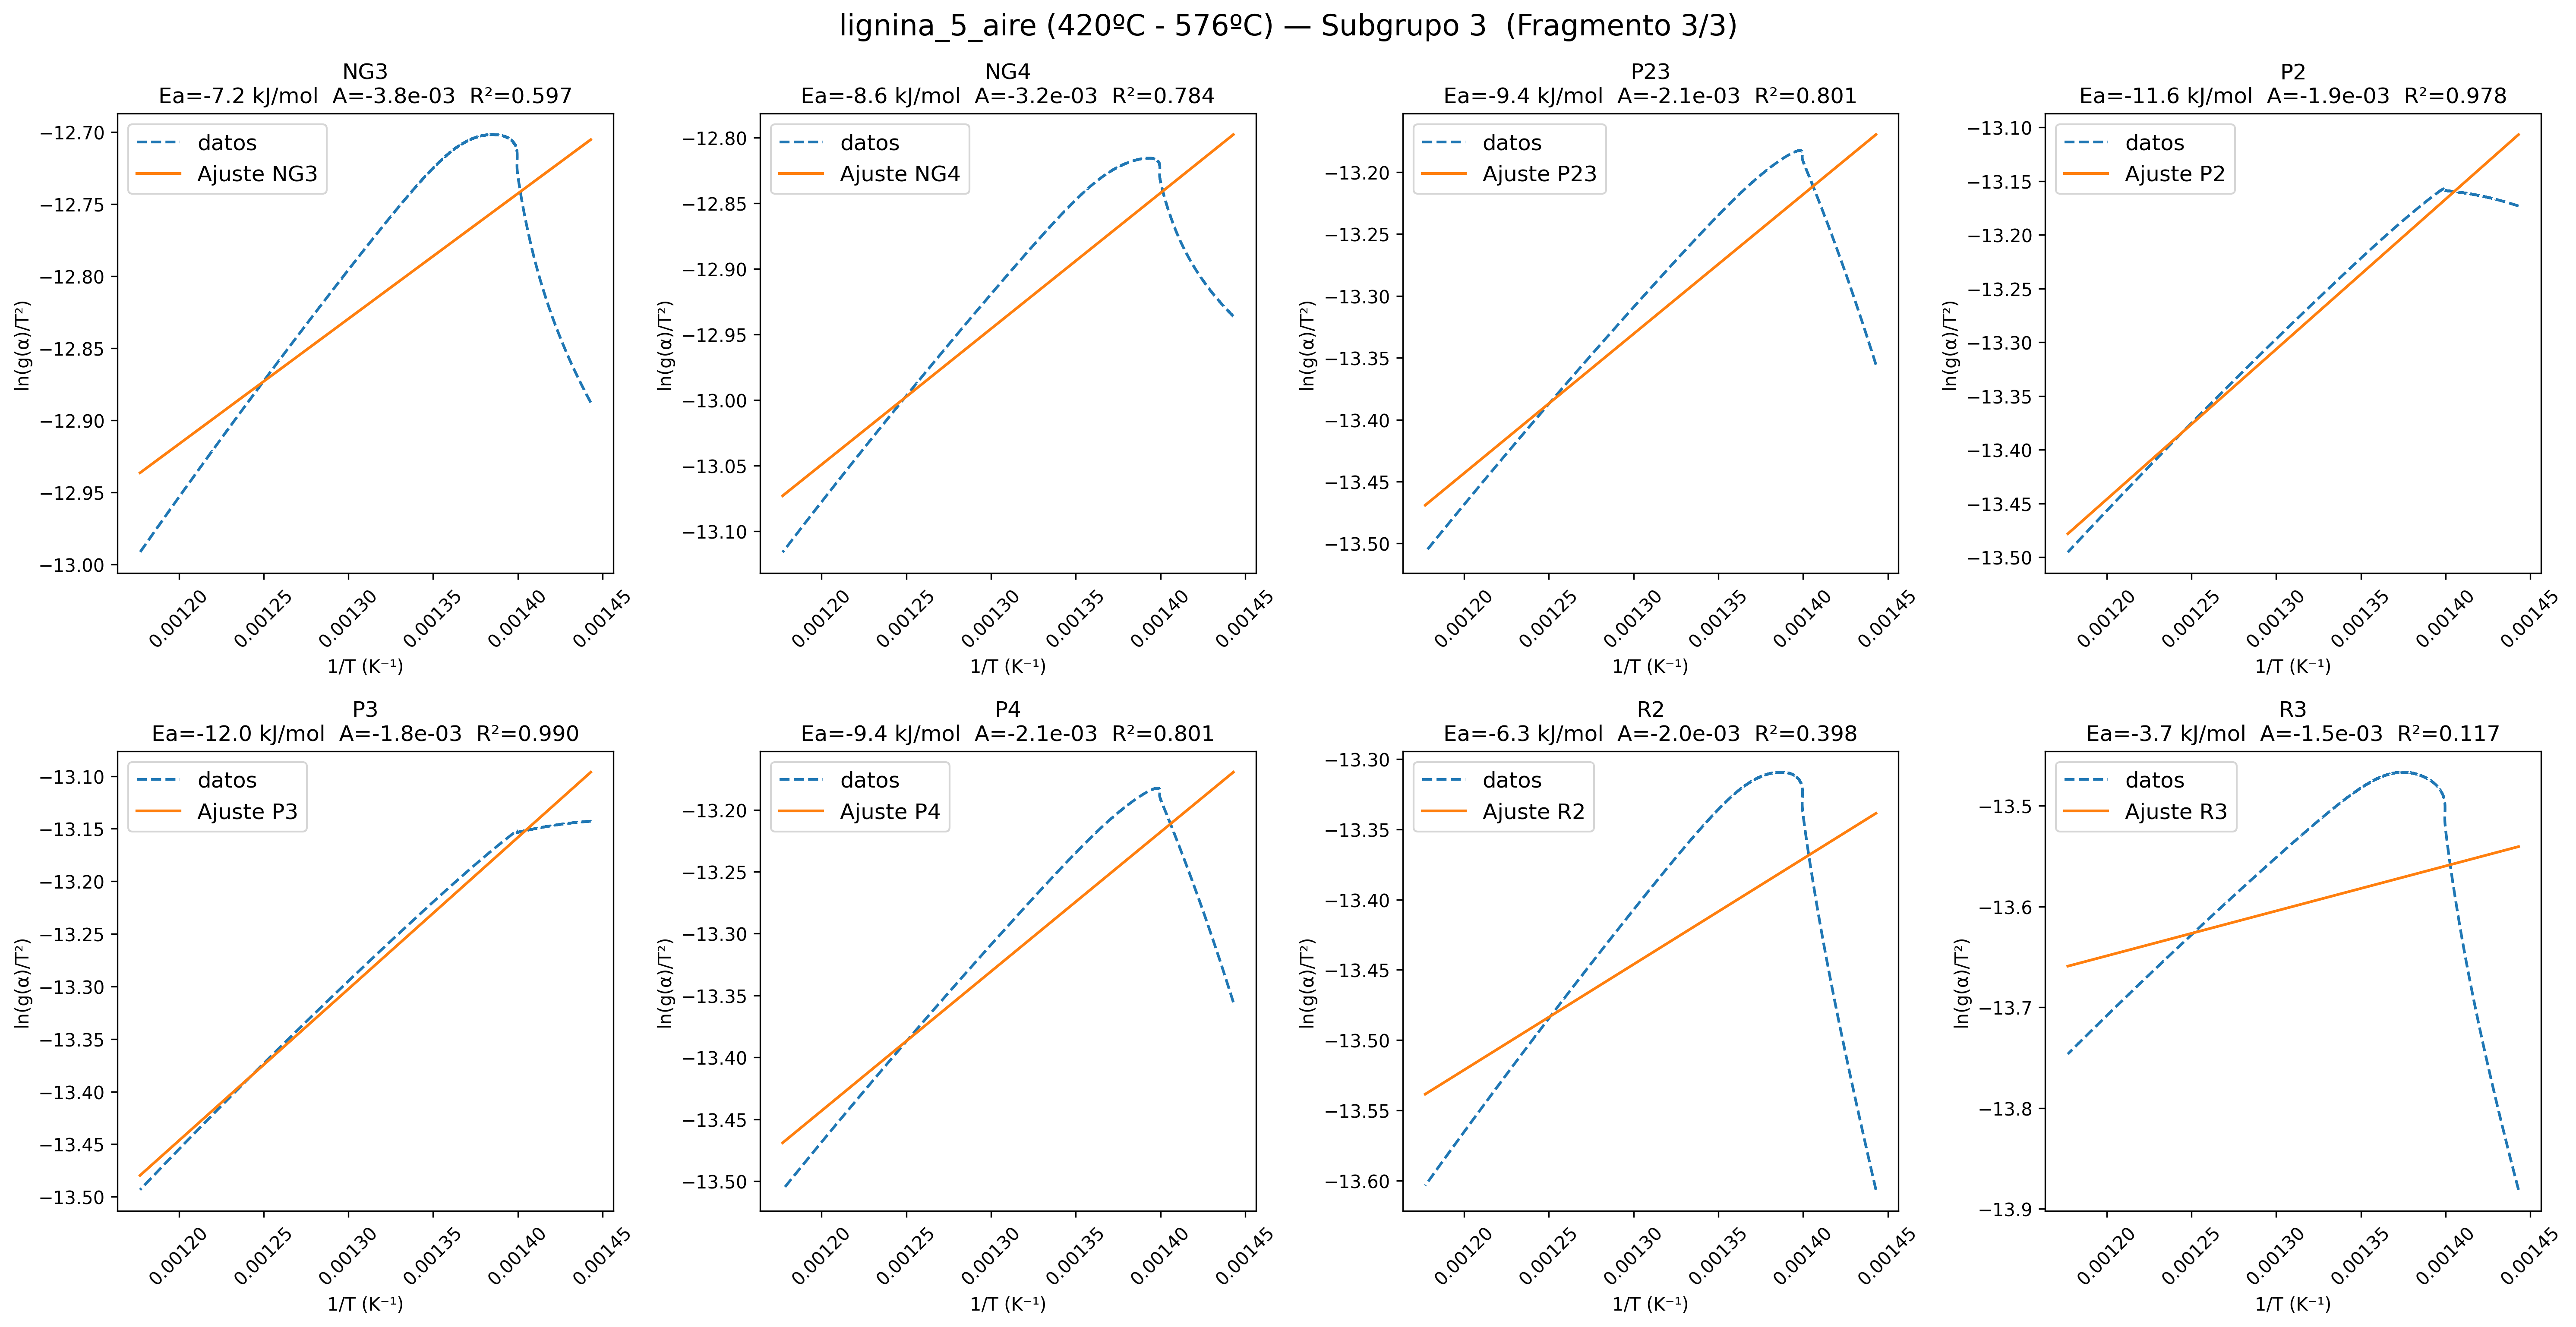 lignina_5_aire (420ºC - 576ºC) — Subgrupo 3  (Fragmento 3/3)
NG3
Ea=-7.2 kJ/mol  A=-3.8e-03  R²=0.597
datos
Ajuste NG3
−12.70
−12.75
−12.80
−12.85
−12.90
−12.95
−13.00
ln(g(α)/T²)
0.00120
0.00125
0.00130
0.00135
0.00140
0.00145
1/T (K⁻¹)
NG4
Ea=-8.6 kJ/mol  A=-3.2e-03  R²=0.784
datos
Ajuste NG4
−12.80
−12.85
−12.90
−12.95
−13.00
−13.05
−13.10
ln(g(α)/T²)
0.00120
0.00125
0.00130
0.00135
0.00140
0.00145
1/T (K⁻¹)
P23
Ea=-9.4 kJ/mol  A=-2.1e-03  R²=0.801
datos
Ajuste P23
−13.20
−13.25
−13.30
−13.35
−13.40
−13.45
−13.50
ln(g(α)/T²)
0.00120
0.00125
0.00130
0.00135
0.00140
0.00145
1/T (K⁻¹)
P2
Ea=-11.6 kJ/mol  A=-1.9e-03  R²=0.978
datos
Ajuste P2
−13.10
−13.15
−13.20
−13.25
−13.30
−13.35
−13.40
−13.45
−13.50
ln(g(α)/T²)
0.00120
0.00125
0.00130
0.00135
0.00140
0.00145
1/T (K⁻¹)
P3
Ea=-12.0 kJ/mol  A=-1.8e-03  R²=0.990
datos
Ajuste P3
−13.10
−13.15
−13.20
−13.25
−13.30
−13.35
−13.40
−13.45
−13.50
ln(g(α)/T²)
0.00120
0.00125
0.00130
0.00135
0.00140
0.00145
1/T (K⁻¹)
P4
Ea=-9.4 kJ/mol  A=-2.1e-03  R²=0.801
datos
Ajuste P4
−13.20
−13.25
−13.30
−13.35
−13.40
−13.45
−13.50
ln(g(α)/T²)
0.00120
0.00125
0.00130
0.00135
0.00140
0.00145
1/T (K⁻¹)
R2
Ea=-6.3 kJ/mol  A=-2.0e-03  R²=0.398
datos
Ajuste R2
−13.30
−13.35
−13.40
−13.45
−13.50
−13.55
−13.60
ln(g(α)/T²)
0.00120
0.00125
0.00130
0.00135
0.00140
0.00145
1/T (K⁻¹)
R3
Ea=-3.7 kJ/mol  A=-1.5e-03  R²=0.117
datos
Ajuste R3
−13.5
−13.6
−13.7
−13.8
−13.9
ln(g(α)/T²)
0.00120
0.00125
0.00130
0.00135
0.00140
0.00145
1/T (K⁻¹)